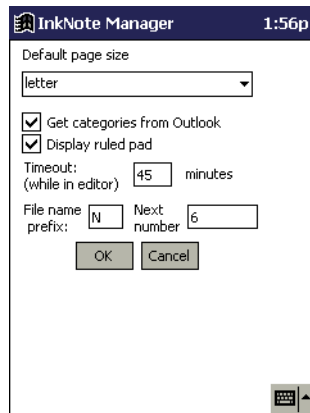 InkNote Manager 1:56p
Default page size
letter
Get categories from Outlook
Display ruled pad
Timeout:
(while in editor) 45 minutes
File name prefix: N Next number 6
OK Cancel